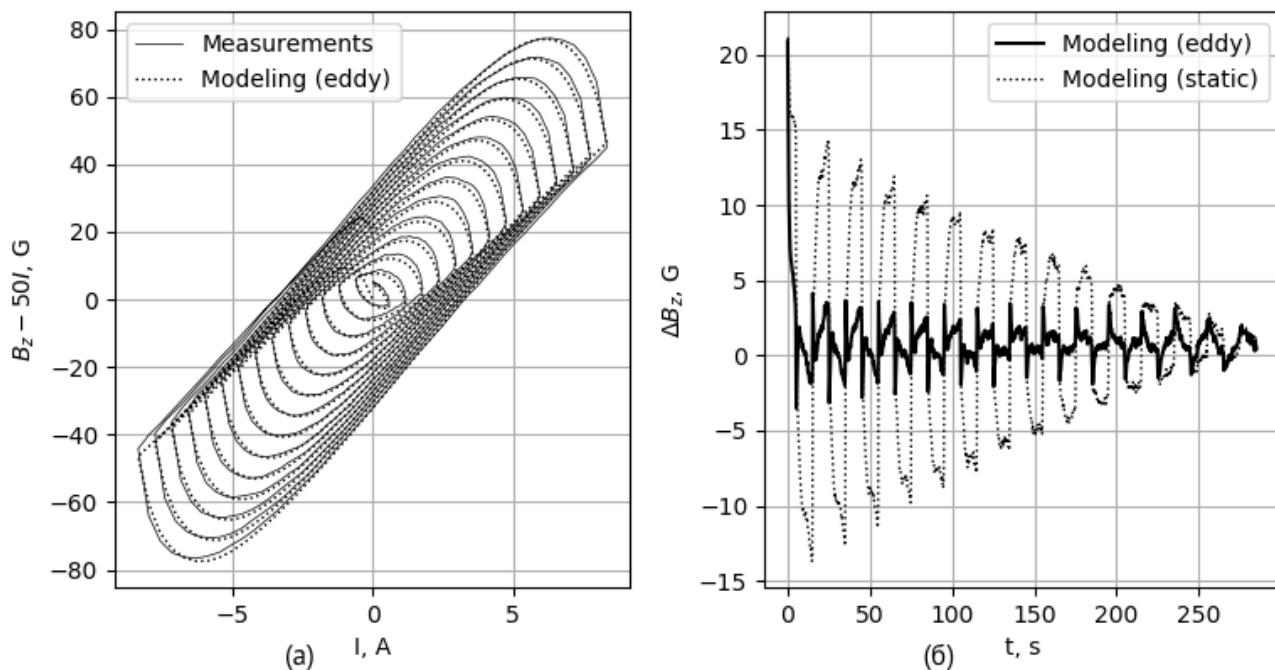 Measurements
Modeling (eddy)
80
60
40
20
0
−20
−40
−60
−80
B_z − 50I, G
−5
0
5
I, A
(а)
Modeling (eddy)
Modeling (static)
20
15
10
5
0
−5
−10
−15
ΔB_z, G
0
50
100
150
200
250
t, s
(б)